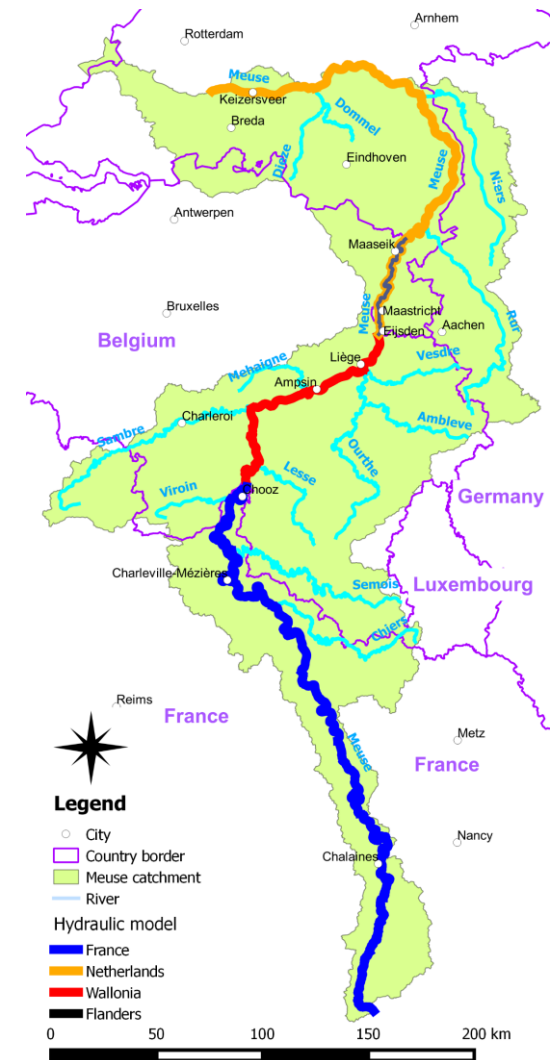 Arnhem
Rotterdam
Meuse
Keizersveer
Breda
Dommel
Eindhoven
Dieze
Meuse
Niers
Antwerpen
Maaseik
Bruxelles
Meuse
Maastricht
Rur
Belgium
Eijsden
Aachen
Liège
Vesdre
Mehaigne
Ampsin
Charleroi
Ambleve
Sambre
Ourthe
Lesse
Viroin
Chooz
Germany
Charleville-Mézières
Semois
Luxembourg
Chiers
Reims
France
Meuse
Metz
France
Legend
City
Country border
Meuse catchment
River
Hydraulic model
France
Netherlands
Wallonia
Flanders
Nancy
Chalaines
0 50 100 150 200 km